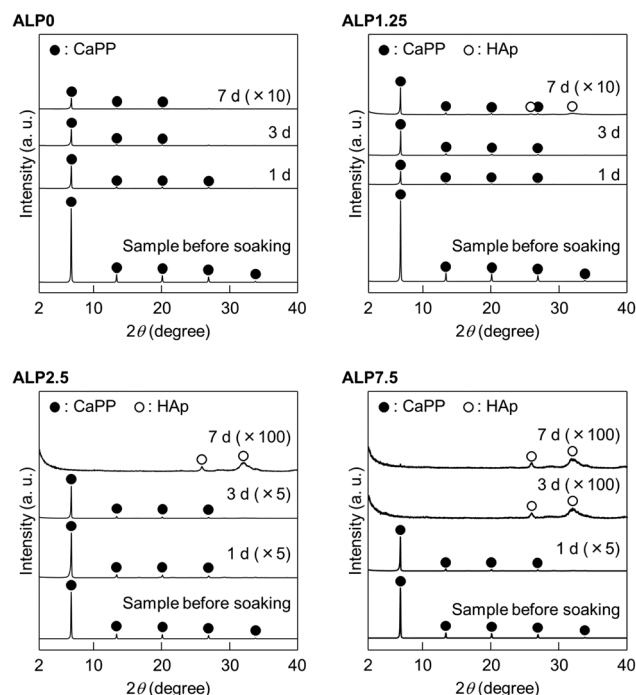 ALP0
● : CaPP
7 d (×10)
3 d
1 d
Sample before soaking
Intensity (a. u.)
2 10 20 30 40
2θ (degree)
ALP1.25
● : CaPP ○ : HAp
7 d (×10)
3 d
1 d
Sample before soaking
Intensity (a. u.)
2 10 20 30 40
2θ (degree)
ALP2.5
● : CaPP ○ : HAp
7 d (×100)
3 d (×5)
1 d (×5)
Sample before soaking
Intensity (a. u.)
2 10 20 30 40
2θ (degree)
ALP7.5
● : CaPP ○ : HAp
7 d (×100)
3 d (×100)
1 d (×5)
Sample before soaking
Intensity (a. u.)
2 10 20 30 40
2θ (degree)